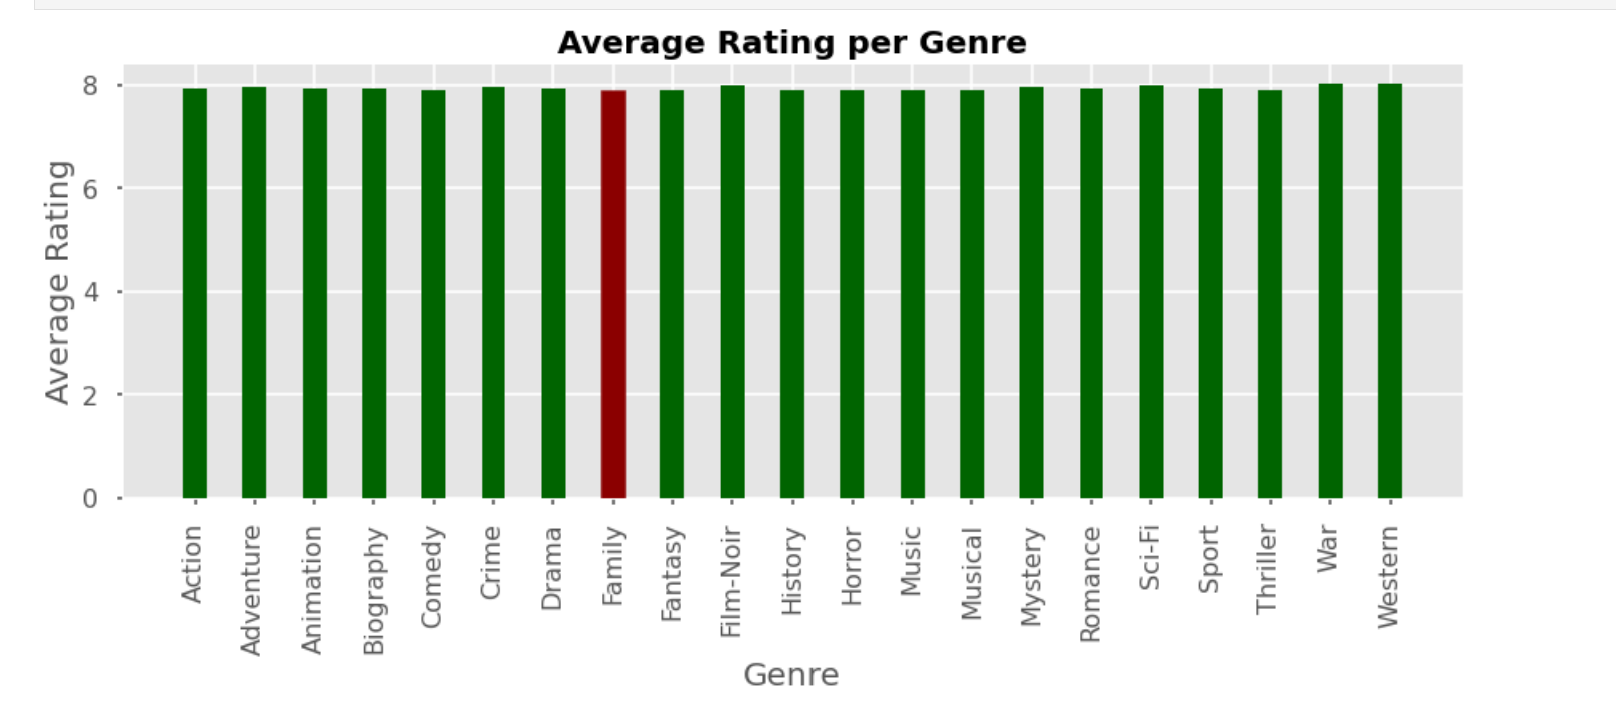 Average Rating per Genre
8
6
4
2
0
Average Rating
Action
Adventure
Animation
Biography
Comedy
Crime
Drama
Family
Fantasy
Film-Noir
History
Horror
Music
Musical
Mystery
Romance
Sci-Fi
Sport
Thriller
War
Western
Genre